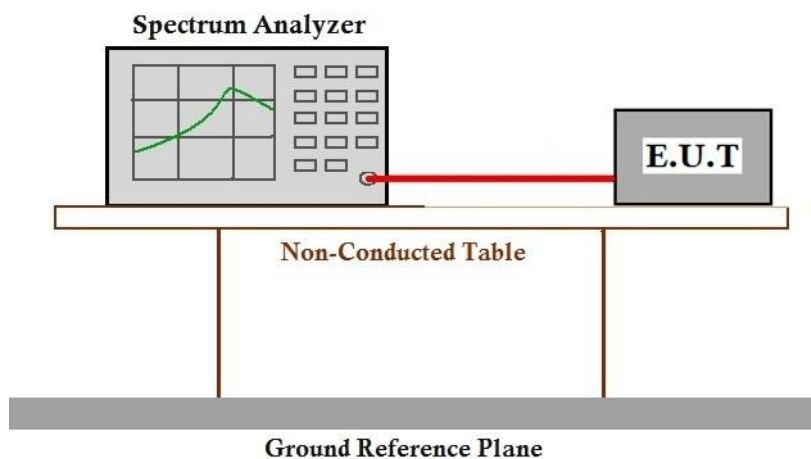 Spectrum Analyzer
E.U.T
Non-Conducted Table
Ground Reference Plane